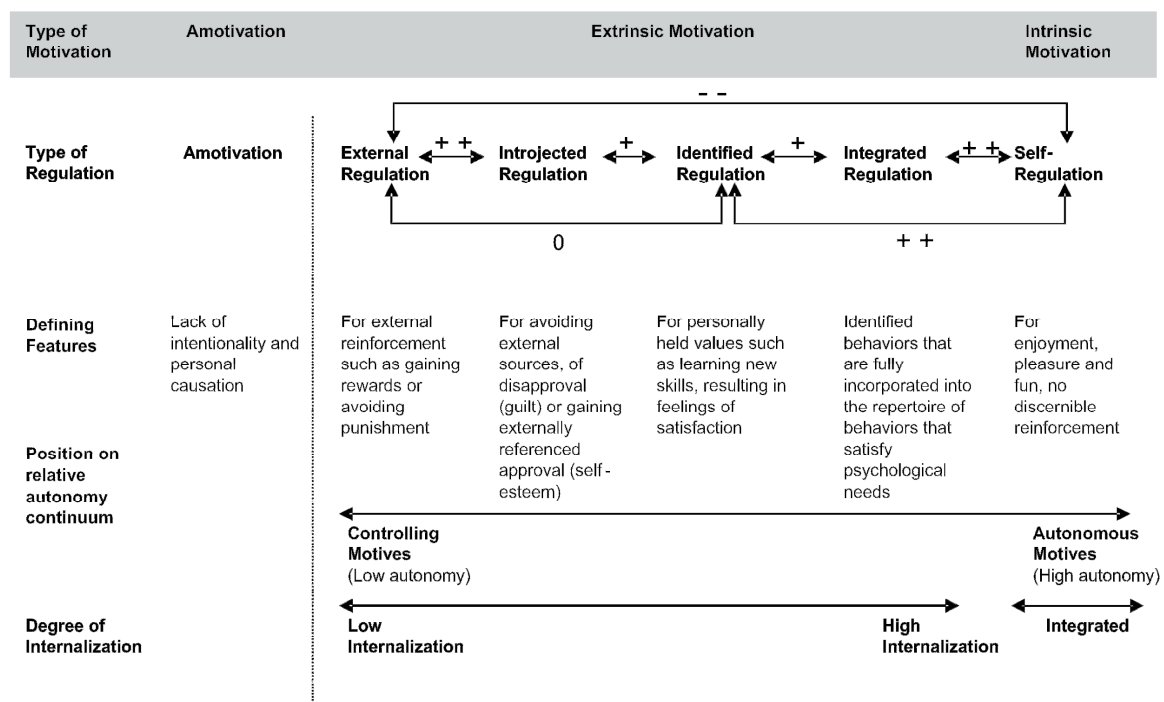 Type of
Motivation
Amotivation
Extrinsic Motivation
Intrinsic
Motivation
- -
Type of
Regulation
Amotivation
External
Regulation
+ +
Introjected
Regulation
+
Identified
Regulation
+
Integrated
Regulation
+ +
Self-
Regulation
0
+ +
Defining
Features
Lack of
intentionality and
personal
causation
For external
reinforcement
such as gaining
rewards or
avoiding
punishment
For avoiding
external
sources, of
disapproval
(guilt) or gaining
externally
referenced
approval (self-
esteem)
For personally
held values such
as learning new
skills, resulting in
feelings of
satisfaction
Identified
behaviors that
are fully
incorporated into
the repertoire of
behaviors that
satisfy
psychological
needs
For
enjoyment,
pleasure and
fun, no
discernible
reinforcement
Position on
relative
autonomy
continuum
Controlling
Motives
(Low autonomy)
Autonomous
Motives
(High autonomy)
Degree of
Internalization
Low
Internalization
High
Internalization
Integrated